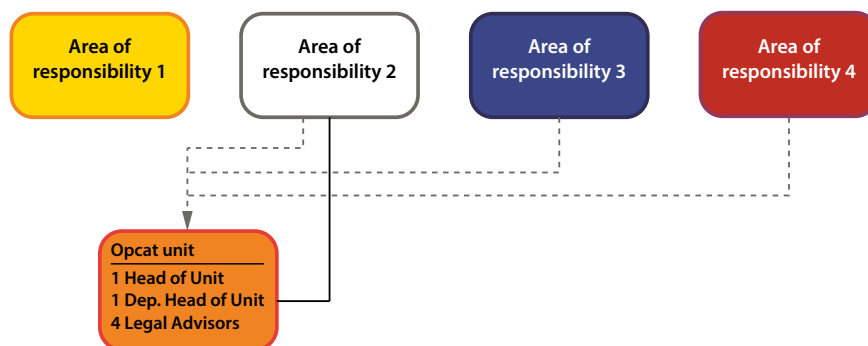 Area of
responsibility 1
Area of
responsibility 2
Area of
responsibility 3
Area of
responsibility 4
Opcat unit
1 Head of Unit
1 Dep. Head of Unit
4 Legal Advisors